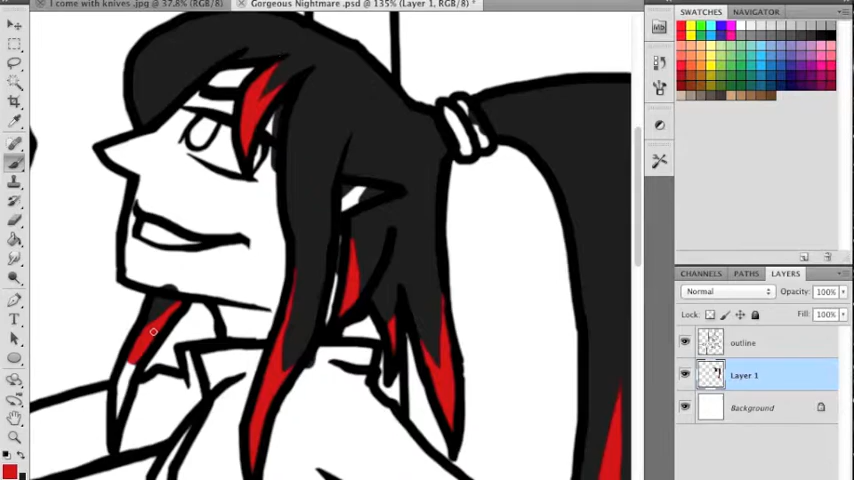 I come with knives .jpg @ 37.8% (RGB/8)
Gorgeous Nightmare .psd @ 135% (Layer 1, RGB/8) *
SWATCHES NAVIGATOR
CHANNELS PATHS LAYERS
Normal Opacity: 100%
Lock: Fill: 100%
outline
Layer 1
Background